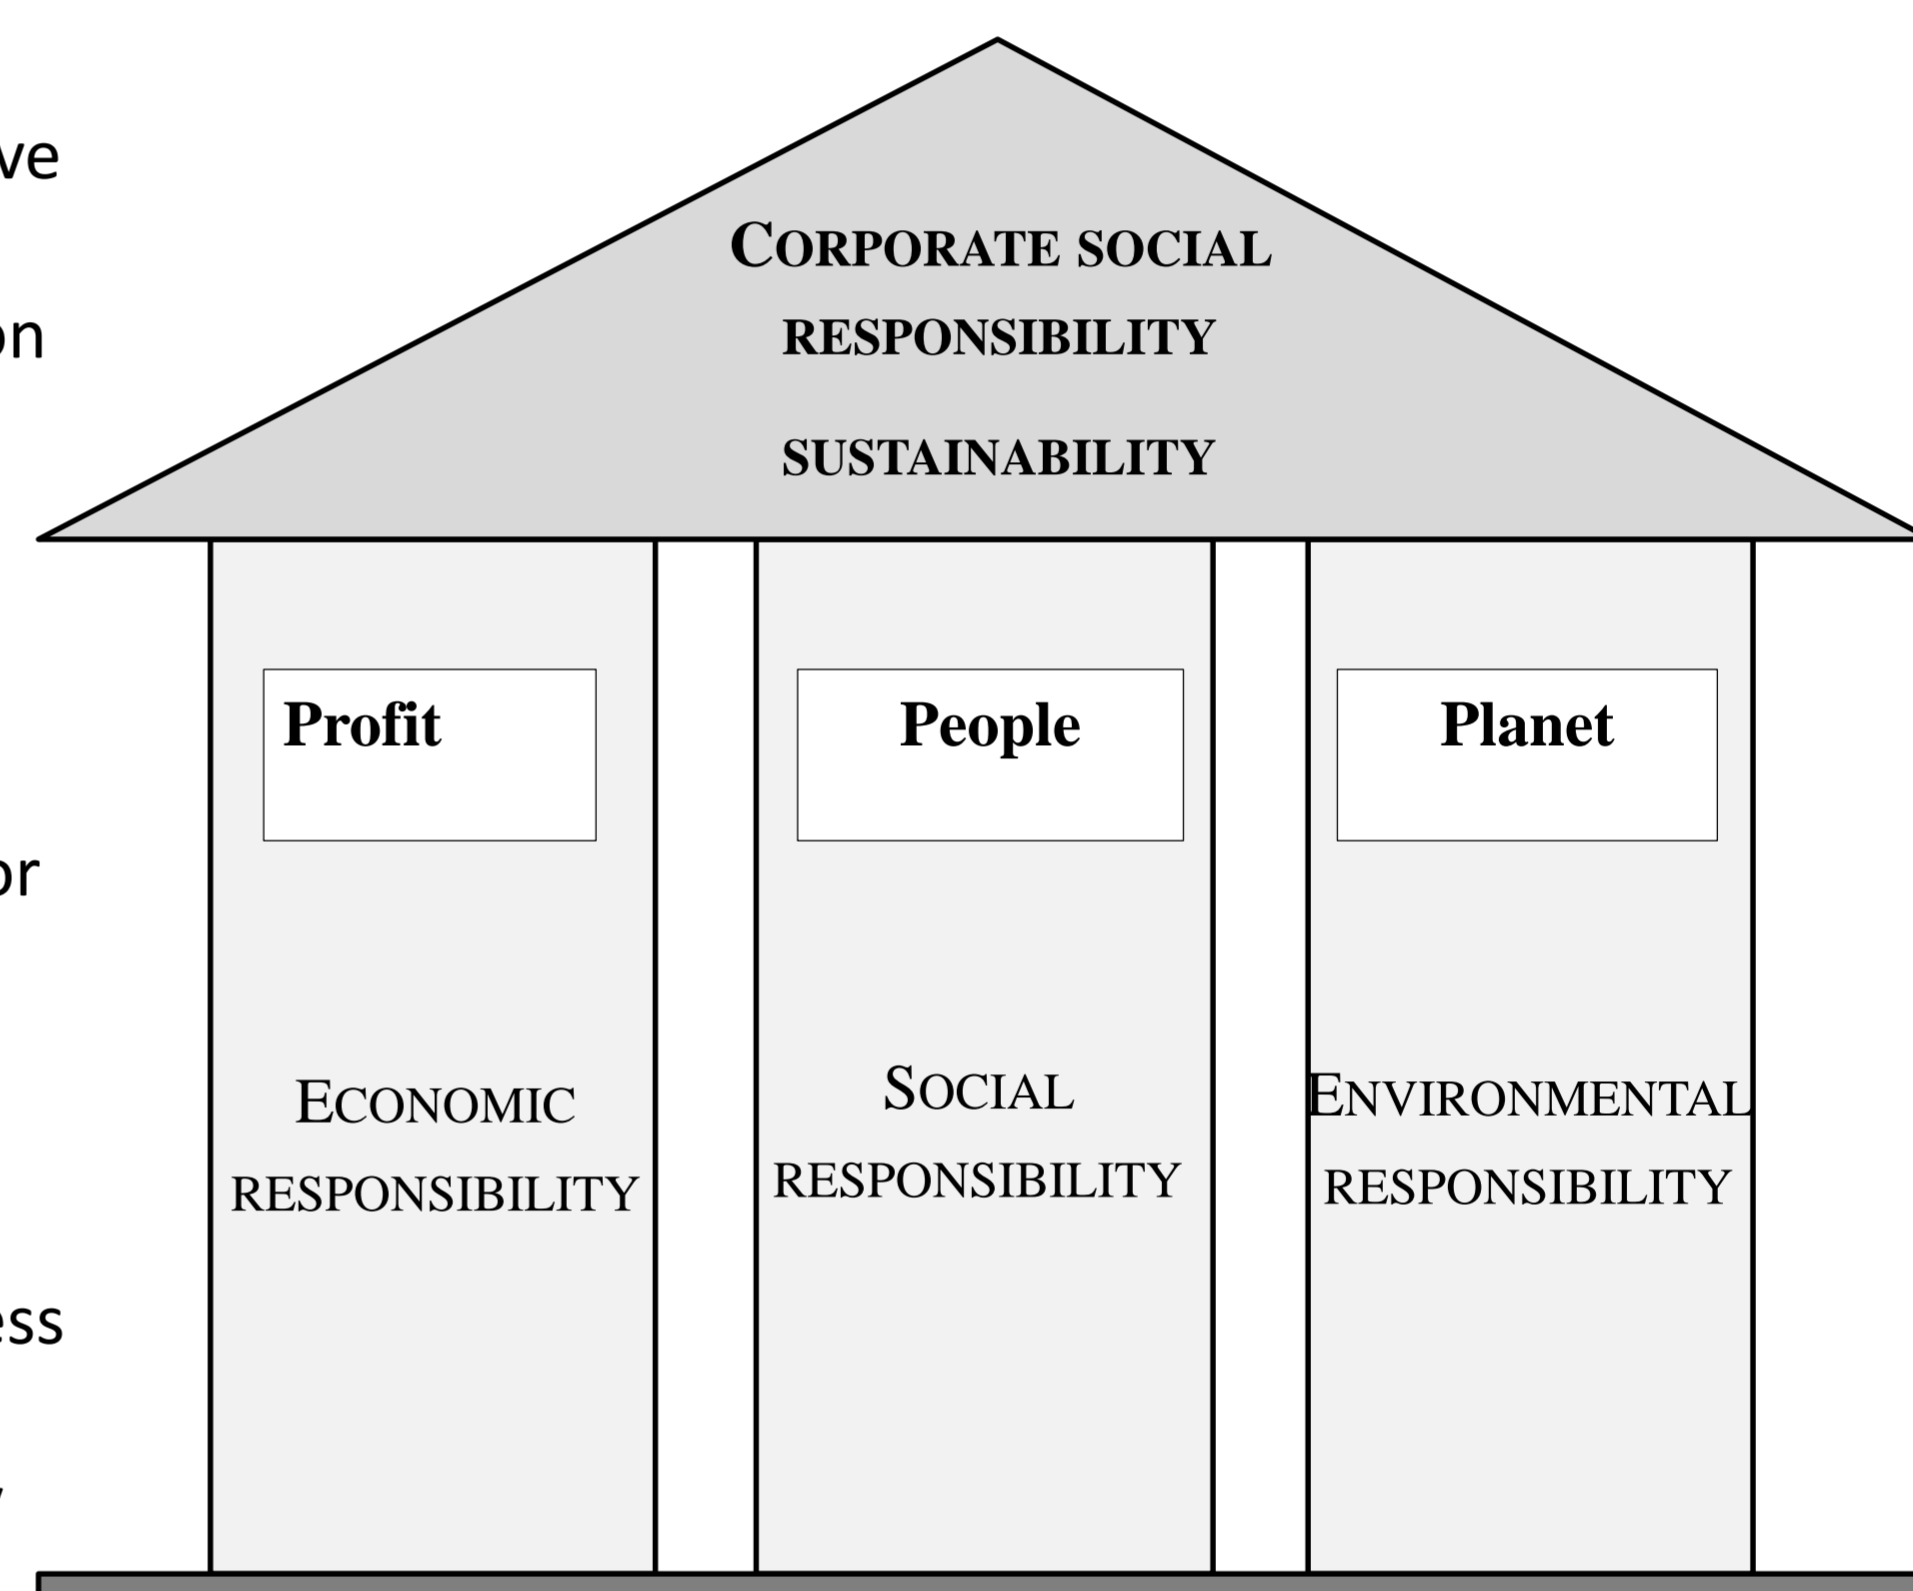 CORPORATE SOCIAL
RESPONSIBILITY
SUSTAINABILITY
Profit
People
Planet
ECONOMIC
RESPONSIBILITY
SOCIAL
RESPONSIBILITY
ENVIRONMENTAL
RESPONSIBILITY